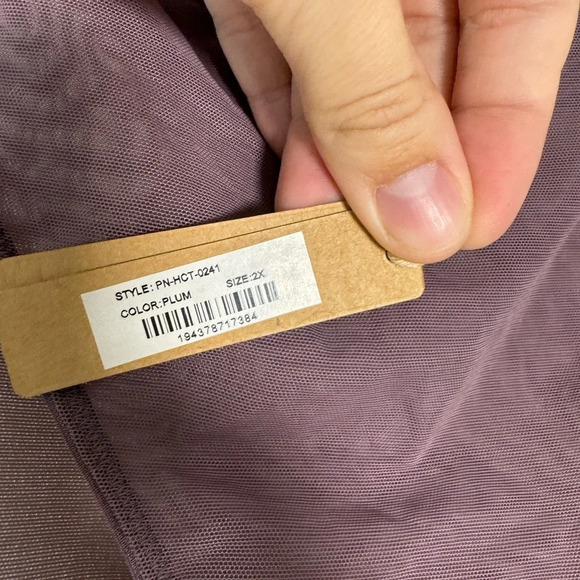 STYLE: PN-HCT-0241
COLOR:PLUM SIZE:2X
194378717384